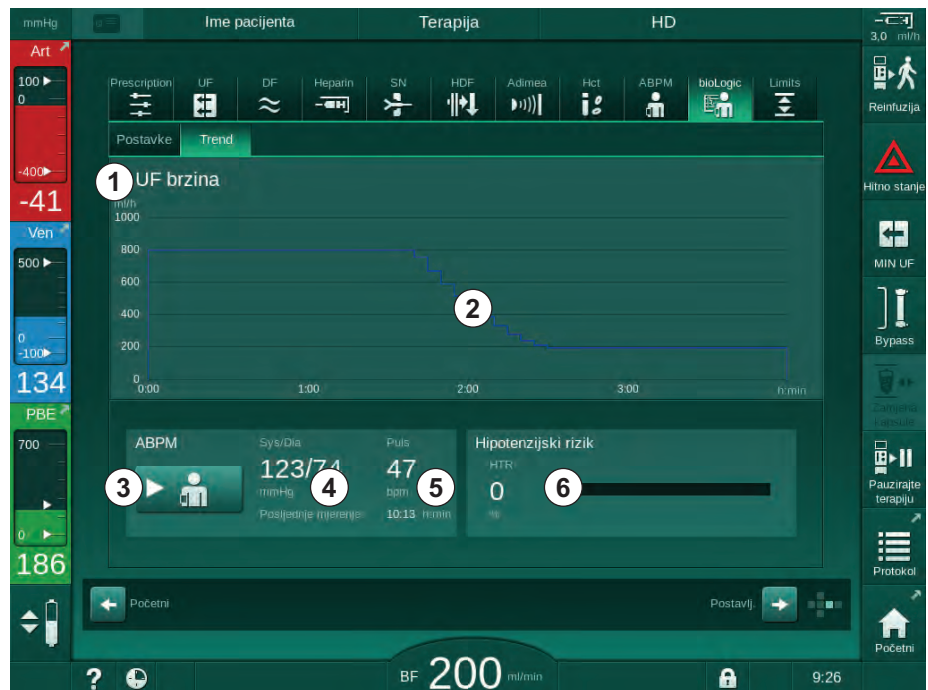 mmHg
Ime pacijenta
Terapija
HD
3,0 ml/h
Art
100
0
-400
-41
Ven
500
0
-100
134
PBE
700
0
186
Prescription
UF
DF
Heparin
SN
HDF
Adimea
Hct
ABPM
bioLogic
Limits
Postavke
Trend
1
UF brzina
ml/h
1000
800
600
400
200
0
0:00
1:00
2:00
3:00
h:min
2
ABPM
3
Sys/Dia
123/74
mmHg
4
Posljednje mjerenje:
Puls
47
bpm
5
10:13 h:min
Hipotenzijski rizik
HTR
0
%
6
Početni
Postavlj.
BF 200 ml/min
9:26
Reinfuzija
Hitno stanje
MIN UF
Bypass
Zamjena
kapsule
Pauzirajte
terapiju
Protokol
Početni
?